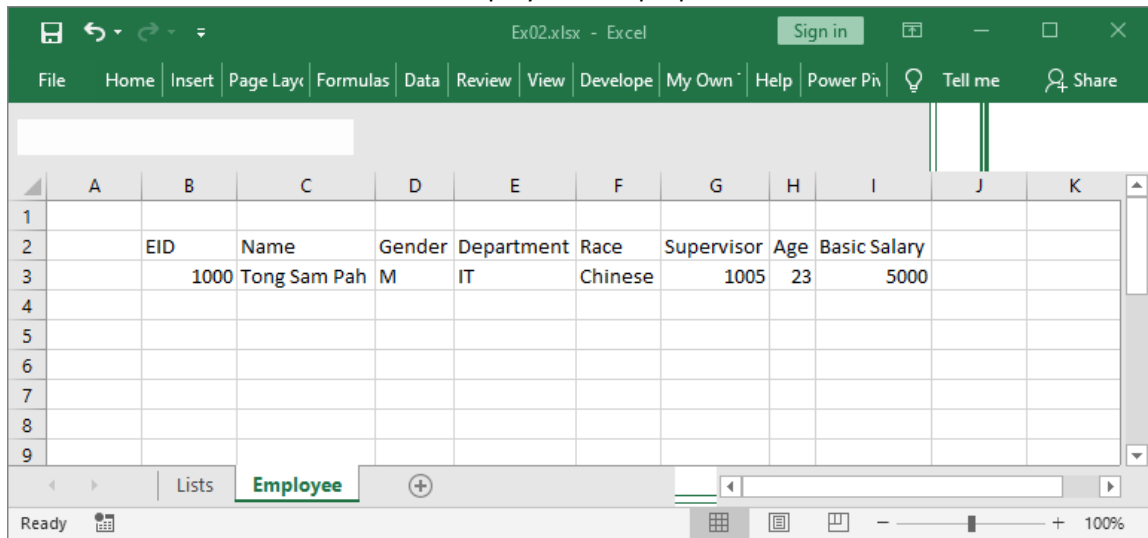 Ex02.xlsx - Excel Sign in
File Home Insert Page Layo Formulas Data Review View Develope My Own Help Power Piv Tell me Share
A B C D E F G H I J K
1
2 EID Name Gender Department Race Supervisor Age Basic Salary
3 1000 Tong Sam Pah M IT Chinese 1005 23 5000
4
5
6
7
8
9
Lists Employee
Ready 100%